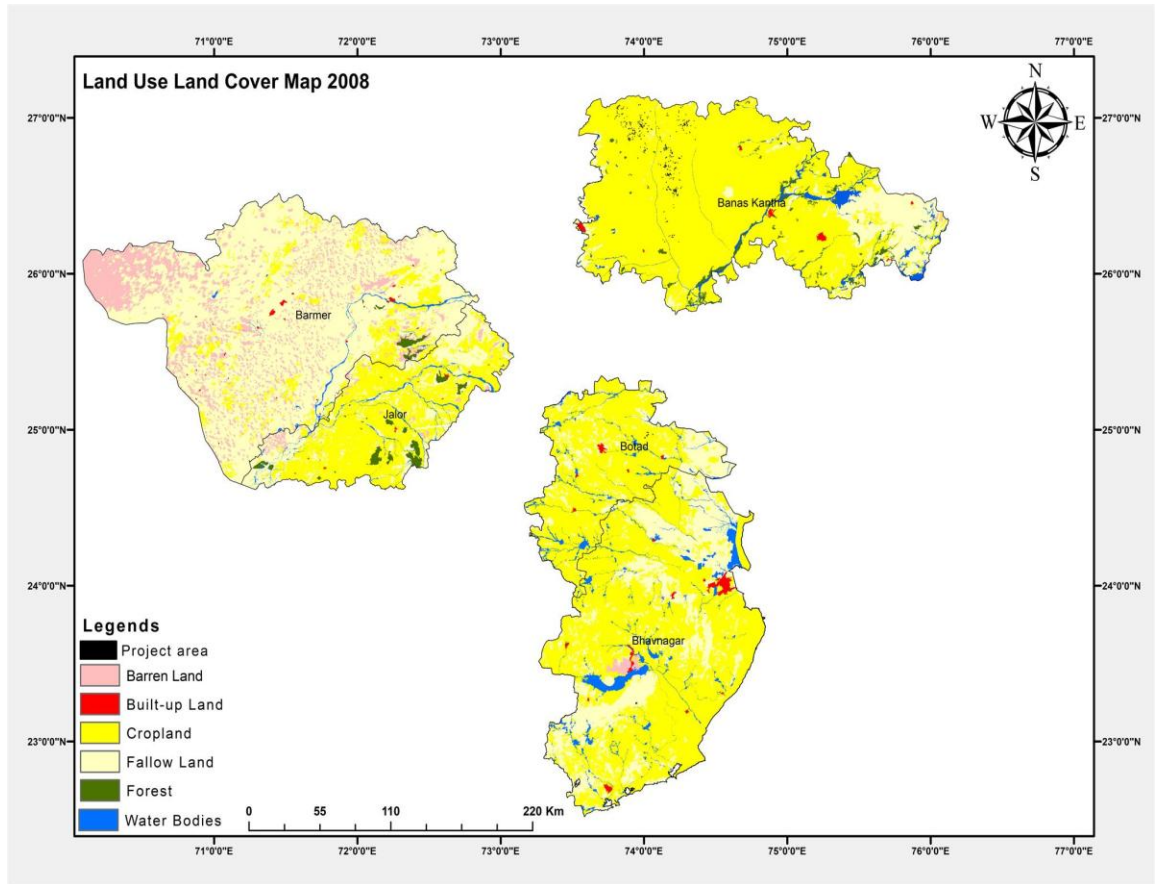 71°0'0"E 72°0'0"E 73°0'0"E 74°0'0"E 75°0'0"E 76°0'0"E 77°0'0"E
Land Use Land Cover Map 2008
N
W E
S
27°0'0"N 27°0'0"N
Banas Kantha
26°0'0"N 26°0'0"N
Barmer
Jalor
25°0'0"N 25°0'0"N
Botad
24°0'0"N 24°0'0"N
Bhavnagar
23°0'0"N 23°0'0"N
Legends
Project area
Barren Land
Built-up Land
Cropland
Fallow Land
Forest
Water Bodies
0 55 110 220 Km
71°0'0"E 72°0'0"E 73°0'0"E 74°0'0"E 75°0'0"E 76°0'0"E 77°0'0"E